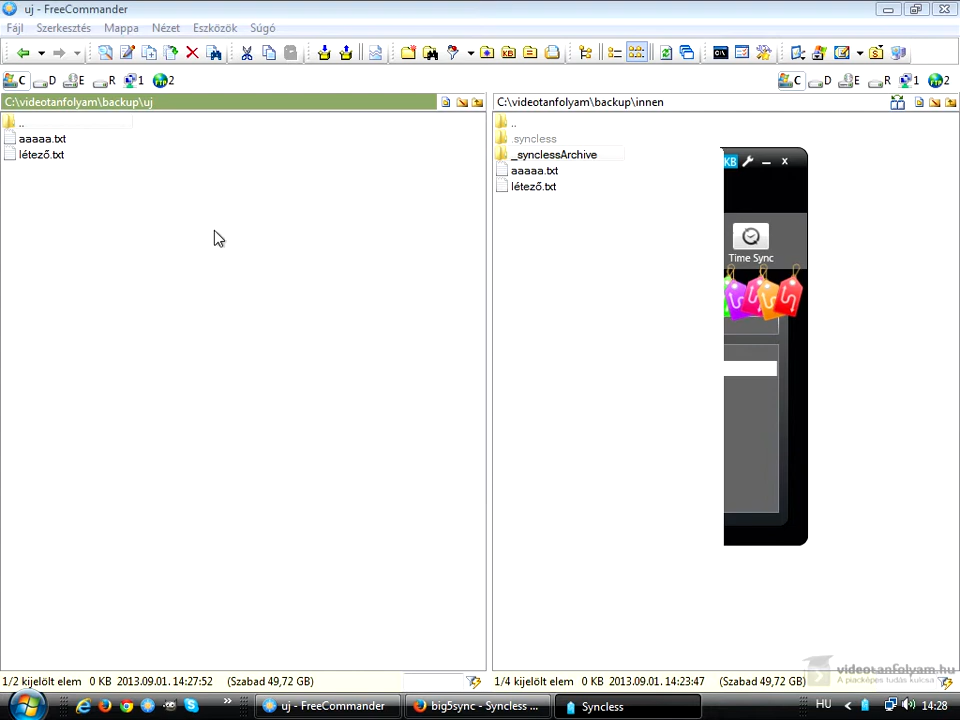 uj - FreeCommander
Fájl Szerkesztés Mappa Nézet Eszközök Súgó
C D E R 1 2
C D E R 1 2
C:\videotanfolyam\backup\uj
..
aaaaa.txt
létező.txt
C:\videotanfolyam\backup\innen
..
.syncless
_synclessArchive
aaaaa.txt
létező.txt
KB
Time Sync
1/2 kijelölt elem 0 KB 2013.09.01. 14:27:52 (Szabad 49,72 GB)
1/4 kijelölt elem 0 KB 2013.09.01. 14:23:47 (Szabad 49,72 GB)
videotanfolyam.hu
A piacképes tudás kulcsa
uj - FreeCommander
big5sync - Syncless ...
Syncless
HU
14:28